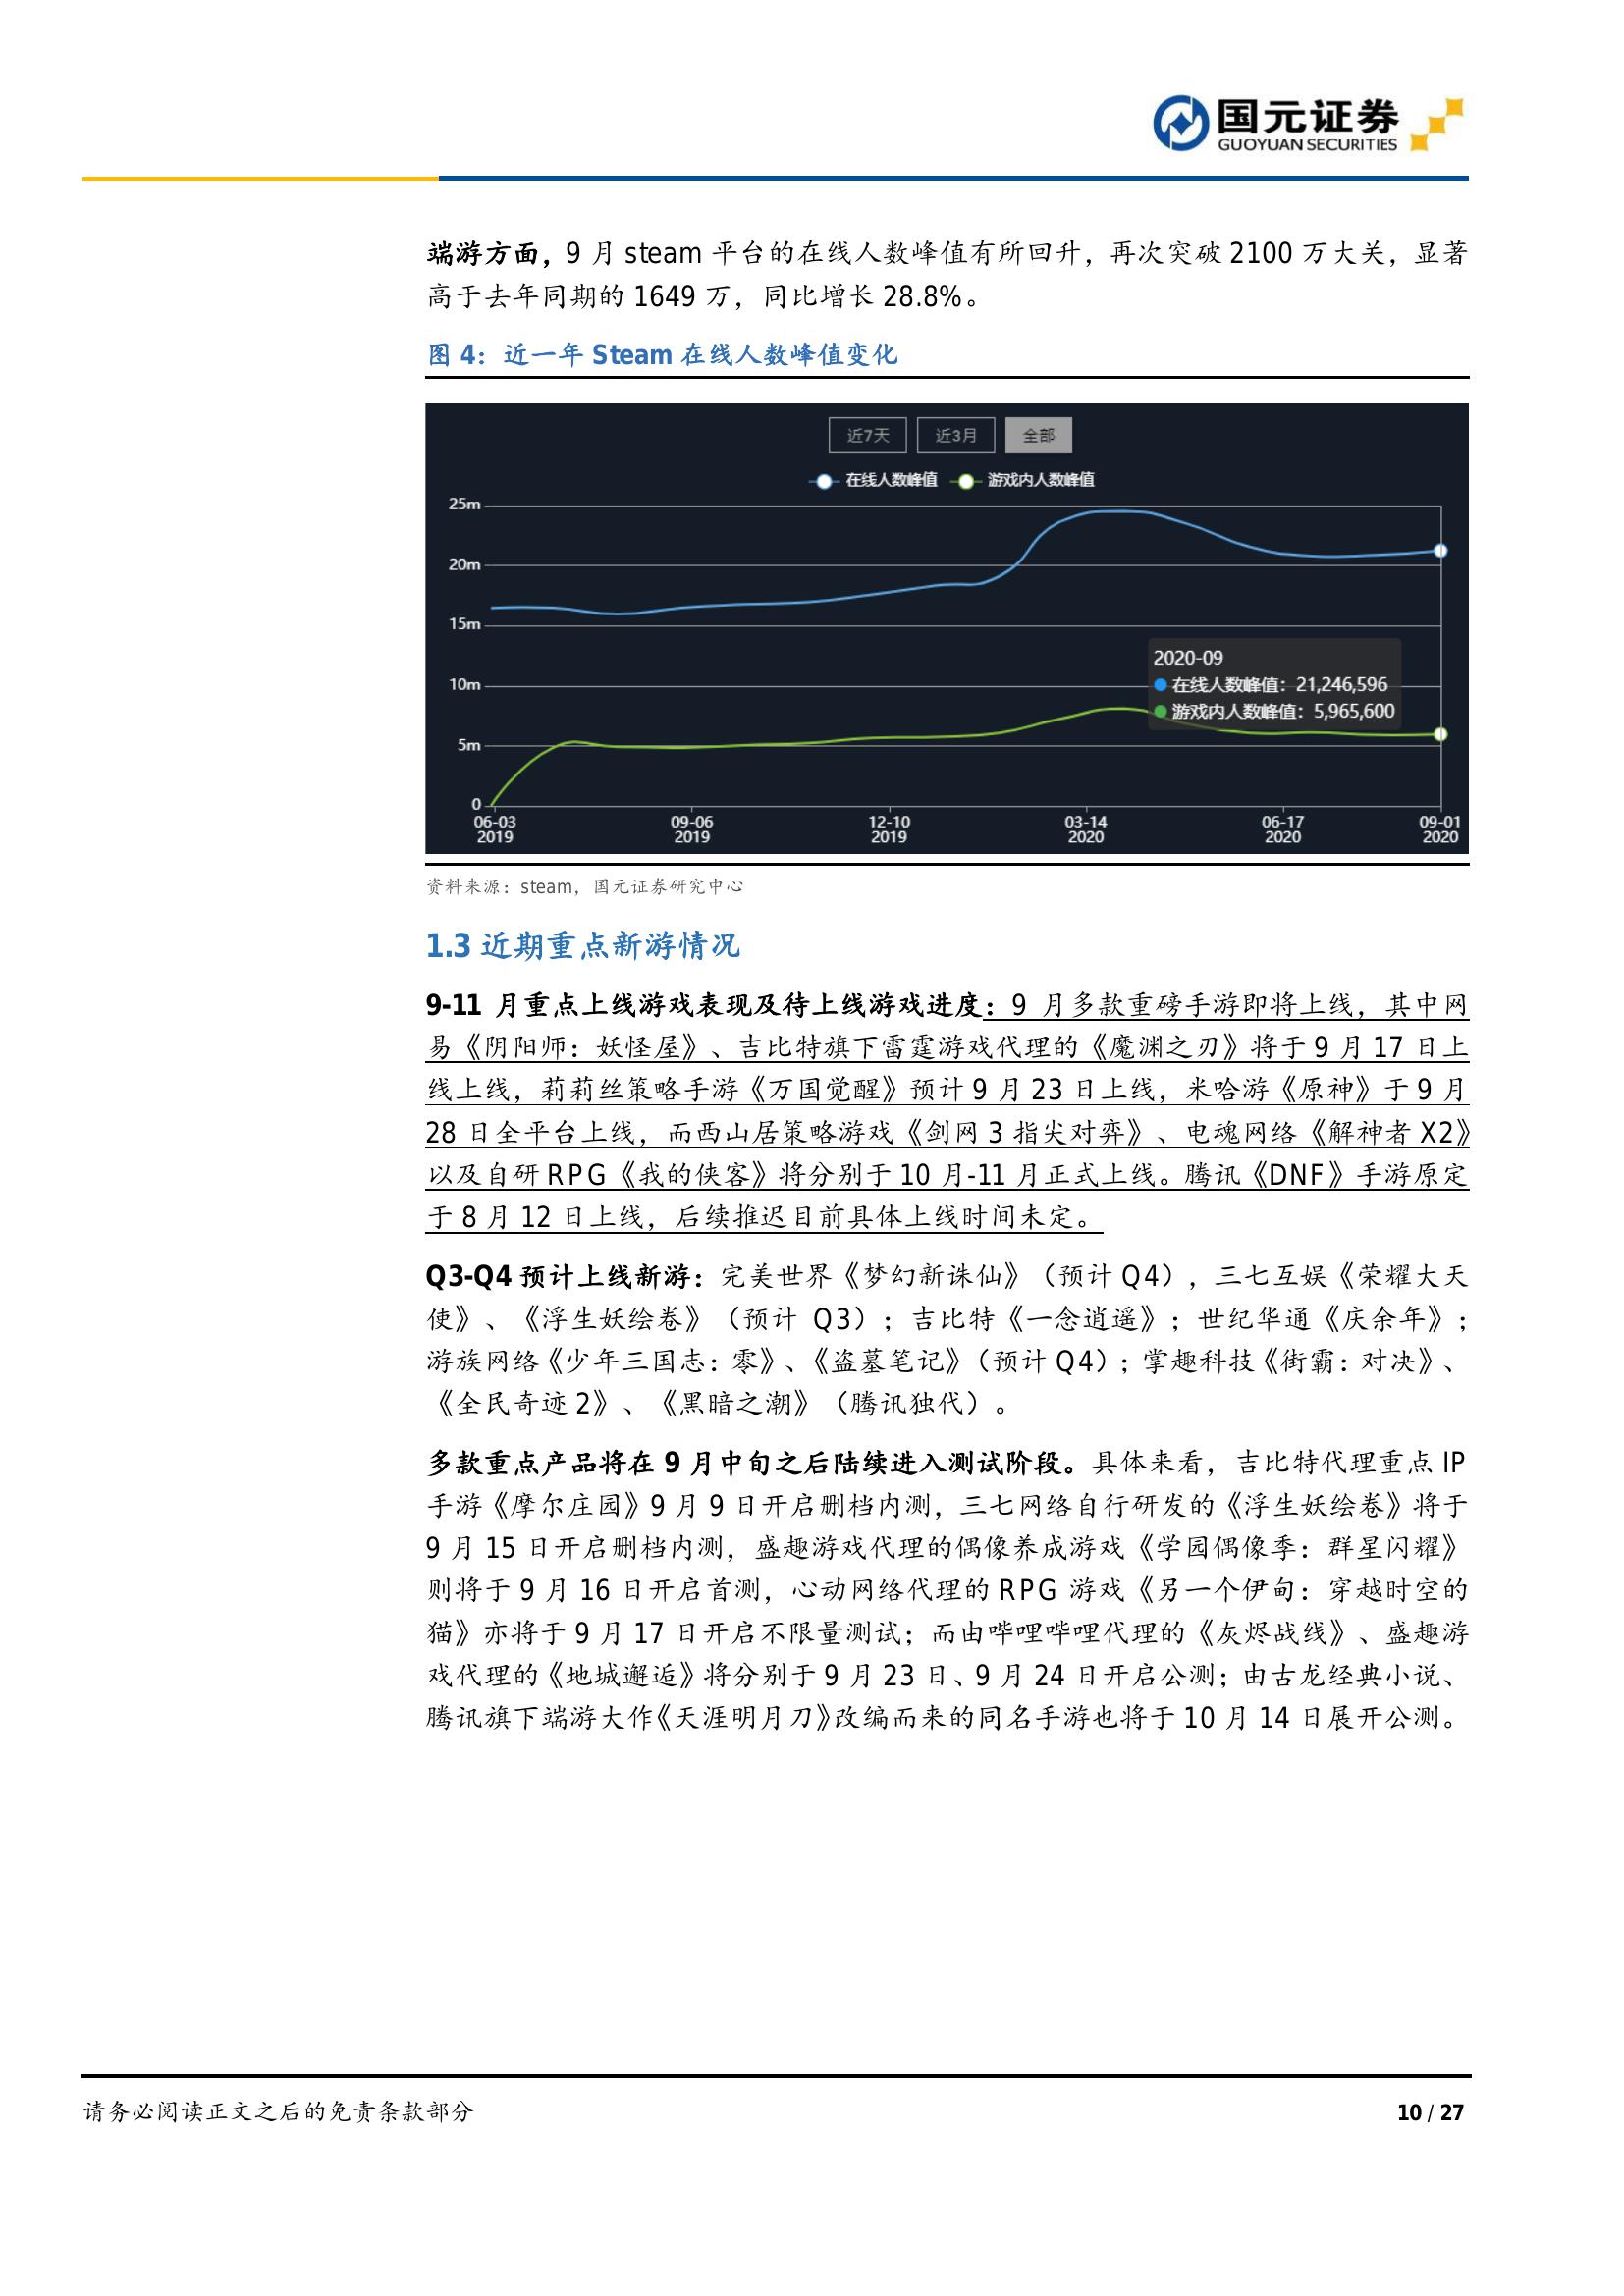 国元证券
GUOYUAN SECURITIES
端游方面，9 月 steam 平台的在线人数峰值有所回升，再次突破 2100 万大关，显著
高于去年同期的 1649 万，同比增长 28.8%。
图 4：近一年 Steam 在线人数峰值变化
近7天 近3月 全部
在线人数峰值 游戏内人数峰值
25m
20m
15m
10m
5m
0
2020-09
在线人数峰值：21,246,596
游戏内人数峰值：5,965,600
06-03 09-06 12-10 03-14 06-17 09-01
2019 2019 2019 2020 2020 2020
资料来源：steam，国元证券研究中心
1.3 近期重点新游情况
9-11 月重点上线游戏表现及待上线游戏进度：9 月多款重磅手游即将上线，其中网
易《阴阳师：妖怪屋》、吉比特旗下雷霆游戏代理的《魔渊之刃》将于 9 月 17 日上
线上线，莉莉丝策略手游《万国觉醒》预计 9 月 23 日上线，米哈游《原神》于 9 月
28 日全平台上线，而西山居策略游戏《剑网 3 指尖对弈》、电魂网络《解神者 X2》
以及自研 RPG《我的侠客》将分别于 10 月-11 月正式上线。腾讯《DNF》手游原定
于 8 月 12 日上线，后续推迟目前具体上线时间未定。
Q3-Q4 预计上线新游：完美世界《梦幻新诛仙》（预计 Q4），三七互娱《荣耀大天
使》、《浮生妖绘卷》（预计 Q3）；吉比特《一念逍遥》；世纪华通《庆余年》；
游族网络《少年三国志：零》、《盗墓笔记》（预计 Q4）；掌趣科技《街霸：对决》、
《全民奇迹 2》、《黑暗之潮》（腾讯独代）。
多款重点产品将在 9 月中旬之后陆续进入测试阶段。具体来看，吉比特代理重点 IP
手游《摩尔庄园》9 月 9 日开启删档内测，三七网络自行研发的《浮生妖绘卷》将于
9 月 15 日开启删档内测，盛趣游戏代理的偶像养成游戏《学园偶像季：群星闪耀》
则将于 9 月 16 日开启首测，心动网络代理的 RPG 游戏《另一个伊甸：穿越时空的
猫》亦将于 9 月 17 日开启不限量测试；而由哔哩哔哩代理的《灰烬战线》、盛趣游
戏代理的《地城邂逅》将分别于 9 月 23 日、9 月 24 日开启公测；由古龙经典小说、
腾讯旗下端游大作《天涯明月刀》改编而来的同名手游也将于 10 月 14 日展开公测。
请务必阅读正文之后的免责条款部分
10 / 27